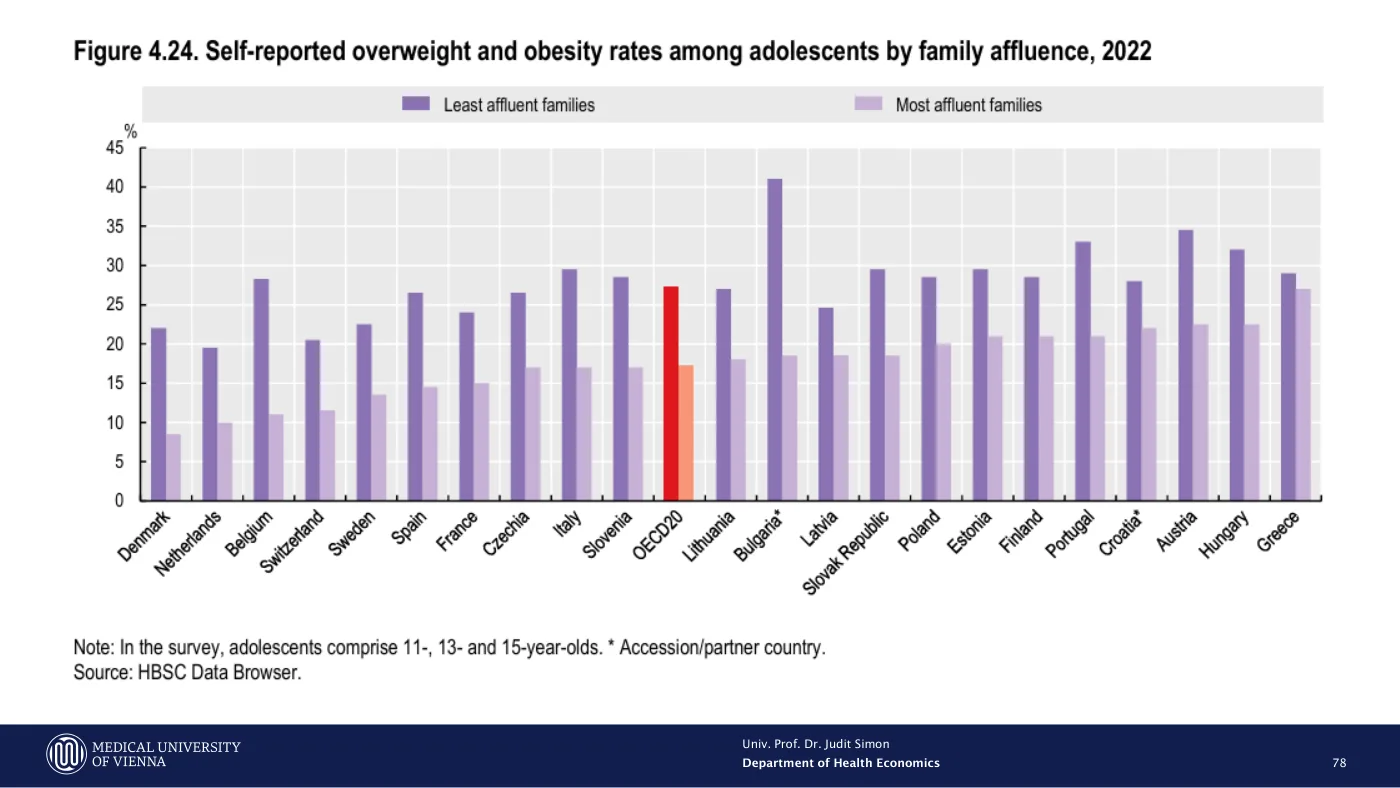 Figure 4.24. Self-reported overweight and obesity rates among adolescents by family affluence, 2022
Least affluent families
Most affluent families
%
45
40
35
30
25
20
15
10
5
0
Denmark
Netherlands
Belgium
Switzerland
Sweden
Spain
France
Czechia
Italy
Slovenia
OECD20
Lithuania
Bulgaria*
Latvia
Slovak Republic
Poland
Estonia
Finland
Portugal
Croatia*
Austria
Hungary
Greece
Note: In the survey, adolescents comprise 11-, 13- and 15-year-olds. * Accession/partner country.
Source: HBSC Data Browser.
MEDICAL UNIVERSITY
OF VIENNA
Univ. Prof. Dr. Judit Simon
Department of Health Economics
78